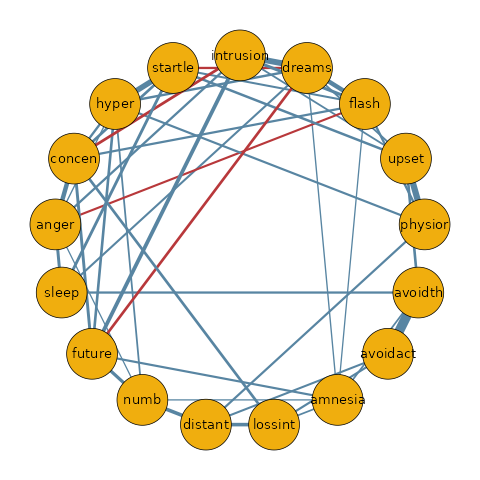 intrusion
dreams
flash
upset
physior
avoidth
avoidact
amnesia
lossint
distant
numb
future
sleep
anger
concen
hyper
startle